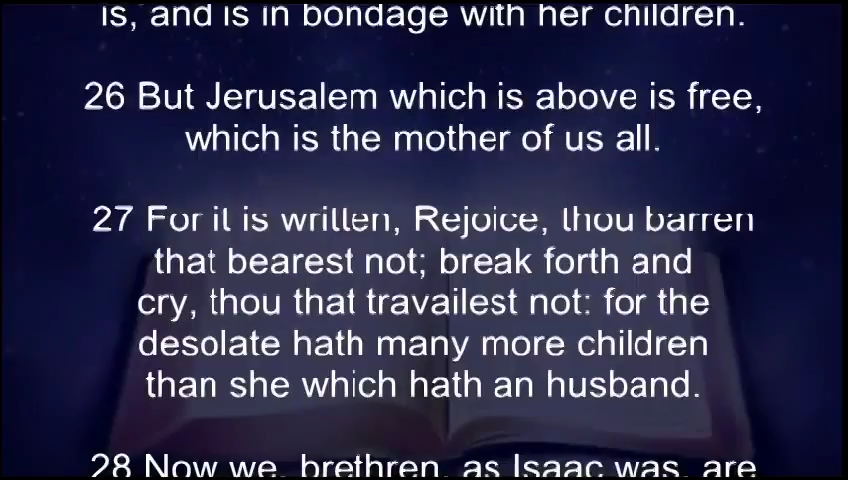 is, and is in bondage with her children.
26 But Jerusalem which is above is free,
which is the mother of us all.
27 For it is written, Rejoice, thou barren
that bearest not; break forth and
cry, thou that travailest not: for the
desolate hath many more children
than she which hath an husband.
28 Now we, brethren, as Isaac was, are